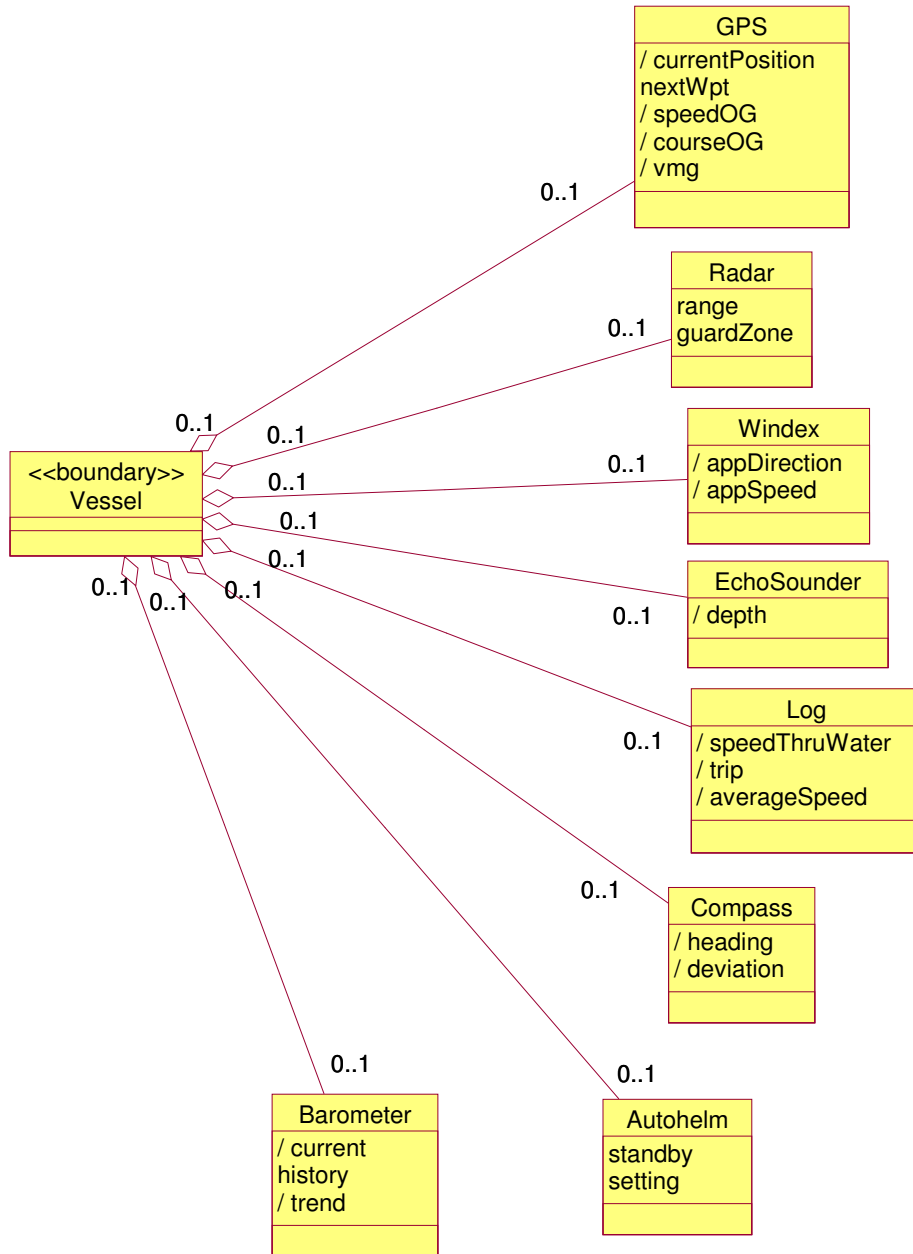 GPS
/ currentPosition
nextWpt
/ speedOG
/ courseOG
/ vmg
0..1
0..1
Radar
range
guardZone
0..1
0..1
Windex
/ appDirection
/ appSpeed
0..1
0..1
<<boundary>>
Vessel
EchoSounder
/ depth
0..1
0..1
Log
/ speedThruWater
/ trip
/ averageSpeed
0..1
0..1
Compass
/ heading
/ deviation
0..1
0..1
Autohelm
standby
setting
0..1
0..1
Barometer
/ current
history
/ trend
0..1
0..1